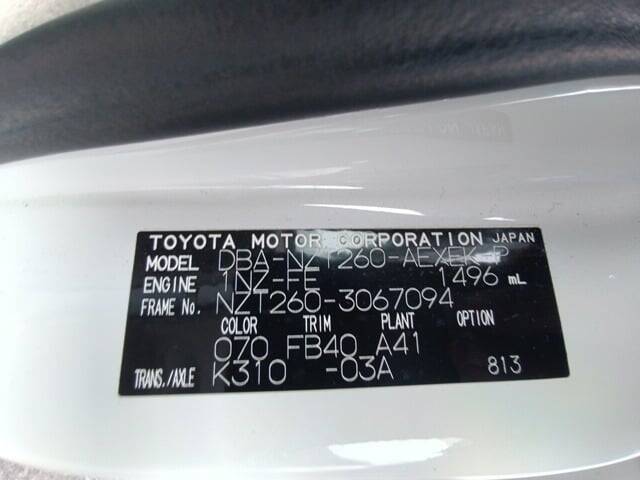 TOYOTA MOTOR CORPORATION JAPAN
MODEL DBA-NZT260-AEXEK-P
ENGINE 1NZ-FE 1496 mL
FRAME No. NZT260-3067094
COLOR TRIM PLANT OPTION
070 FB40 A41
TRANS./AXLE K310 -03A 813